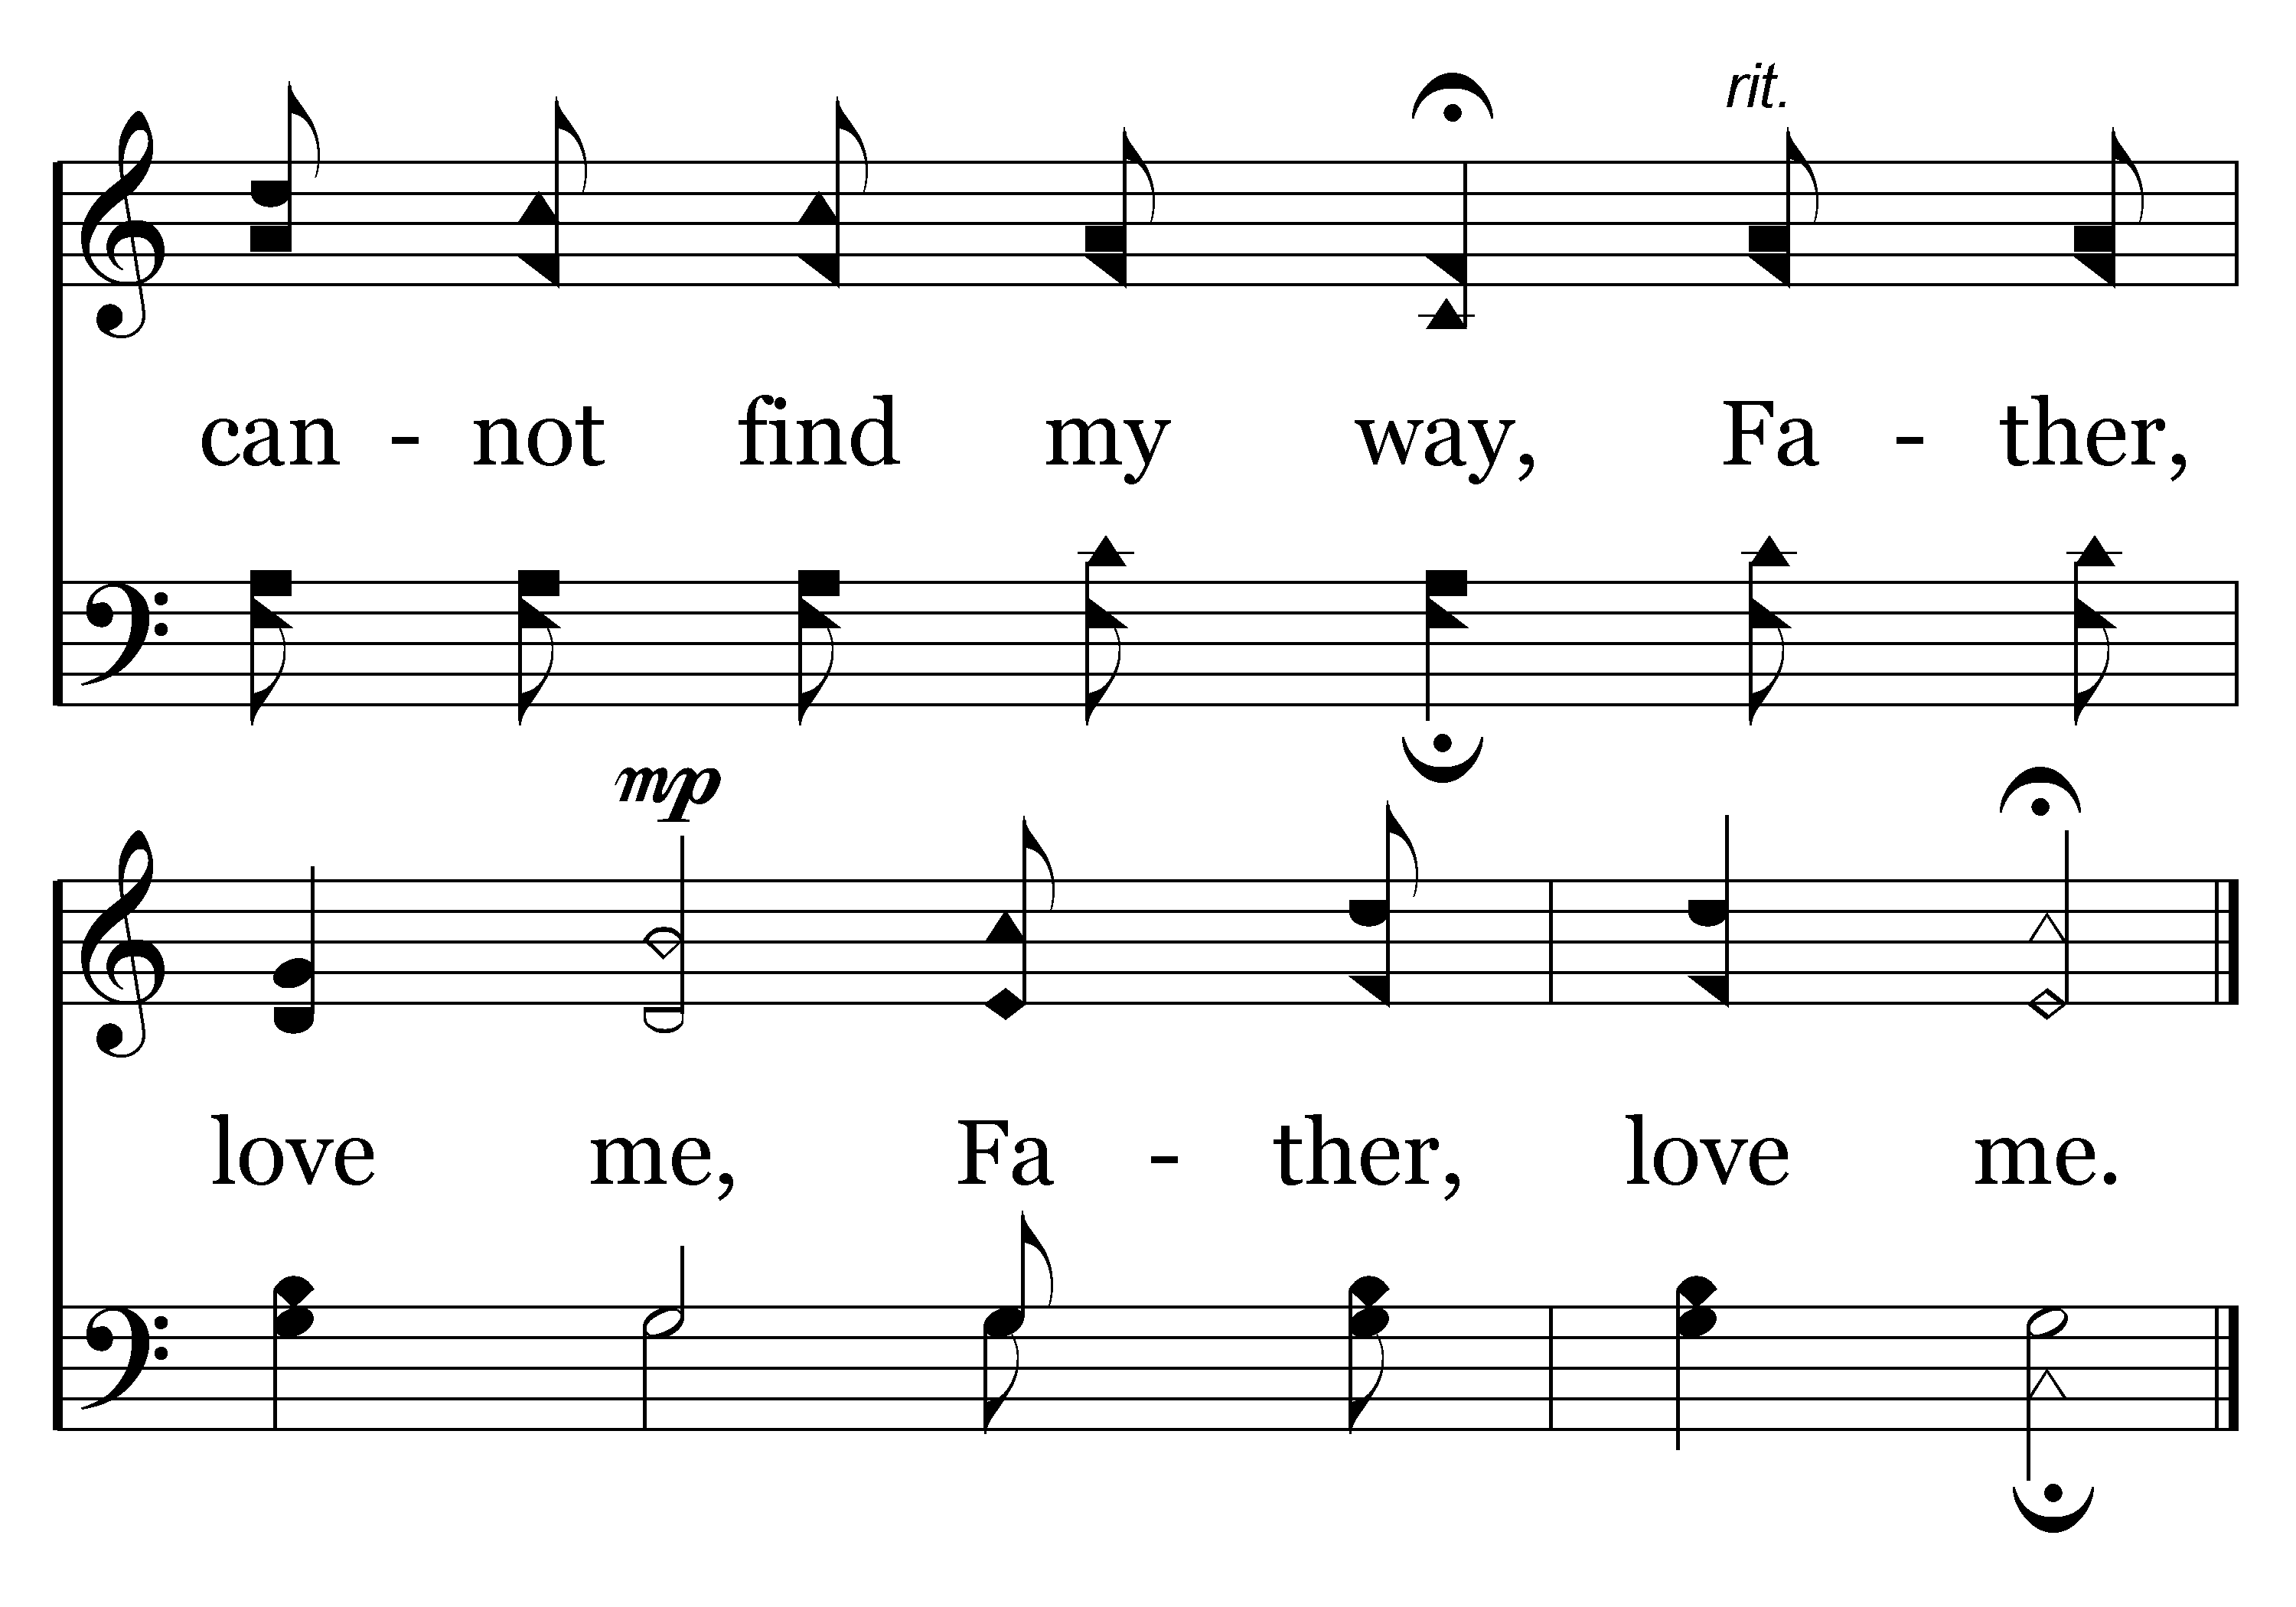 rit.
can - not find my way, Fa - ther,
mp
love me, Fa - ther, love me.